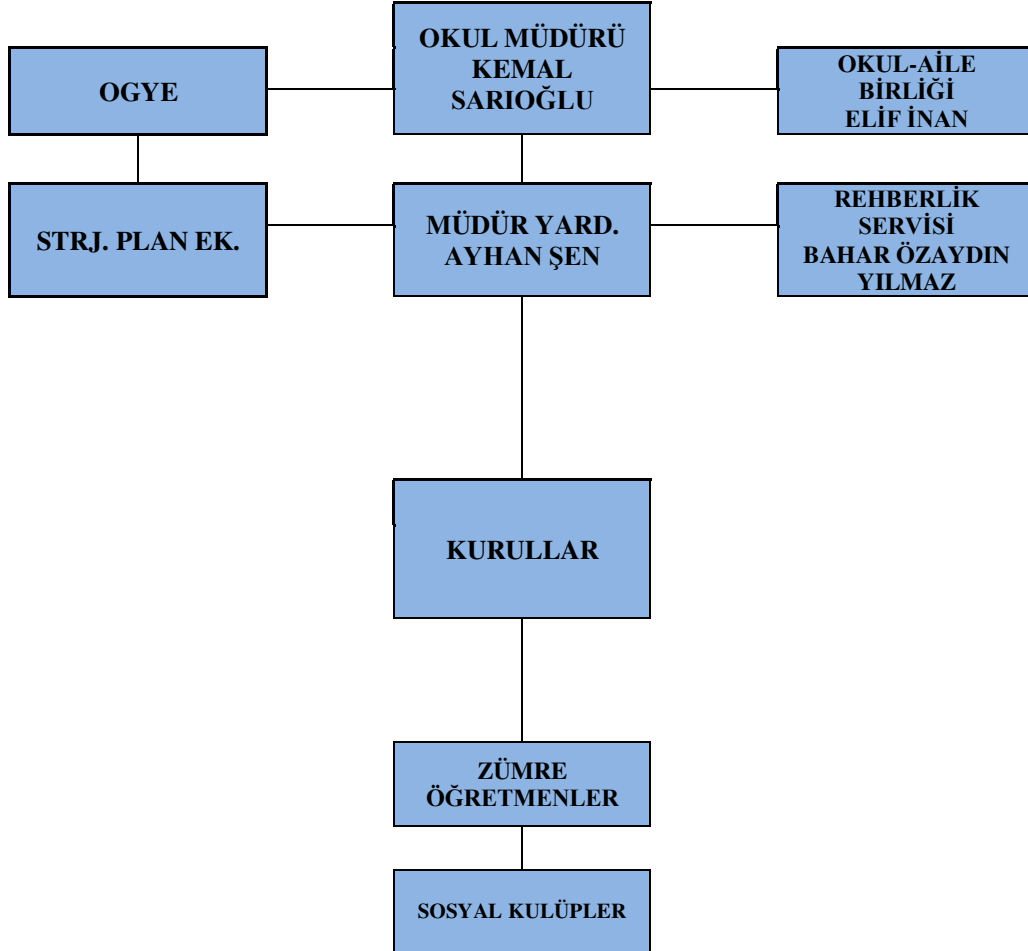 OGYE
OKUL MÜDÜRÜ
KEMAL
SARIOĞLU
OKUL-AİLE
BİRLİĞİ
ELİF İNAN
STRJ. PLAN EK.
MÜDÜR YARD.
AYHAN ŞEN
REHBERLİK
SERVİSİ
BAHAR ÖZAYDIN
YILMAZ
KURULLAR
ZÜMRE
ÖĞRETMENLER
SOSYAL KULÜPLER